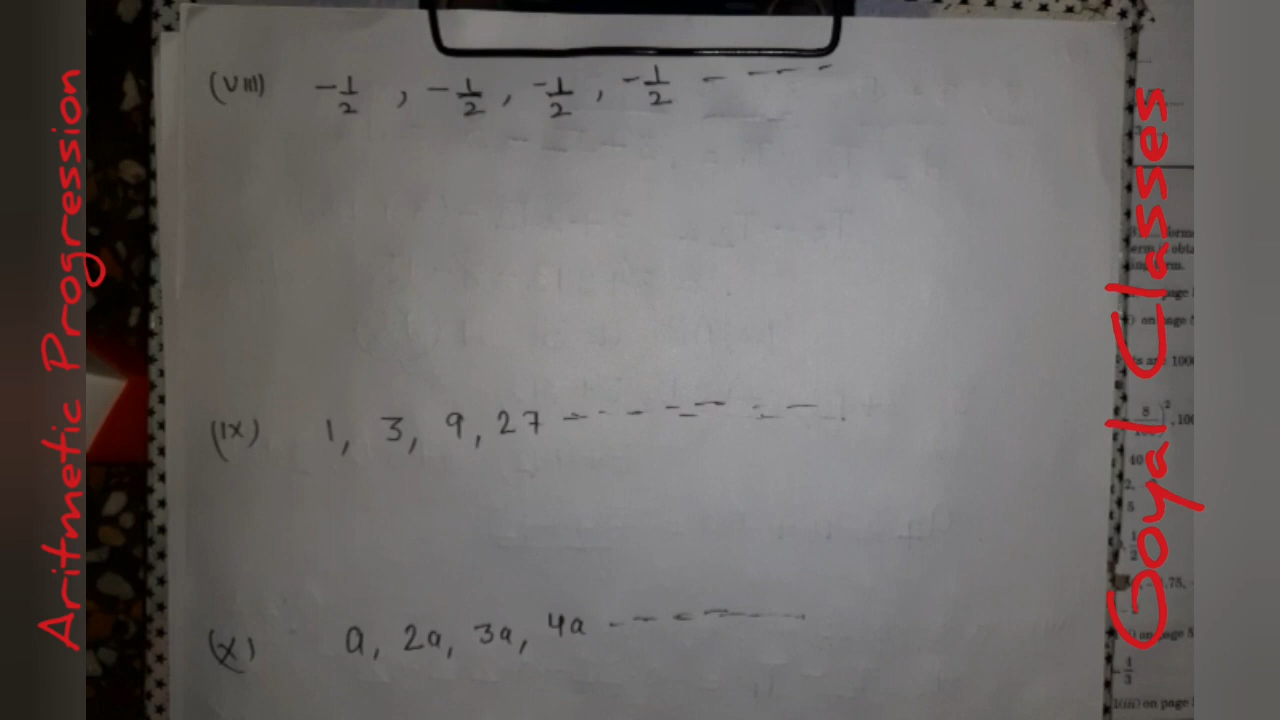 Aritmetic Progression
(VIII) -1/2 , -1/2 , -1/2 , -1/2 - - - - -
(IX) 1, 3, 9, 27 - - - - - - - -
(X) a, 2a, 3a, 4a - - - - - -
Goyal Classes